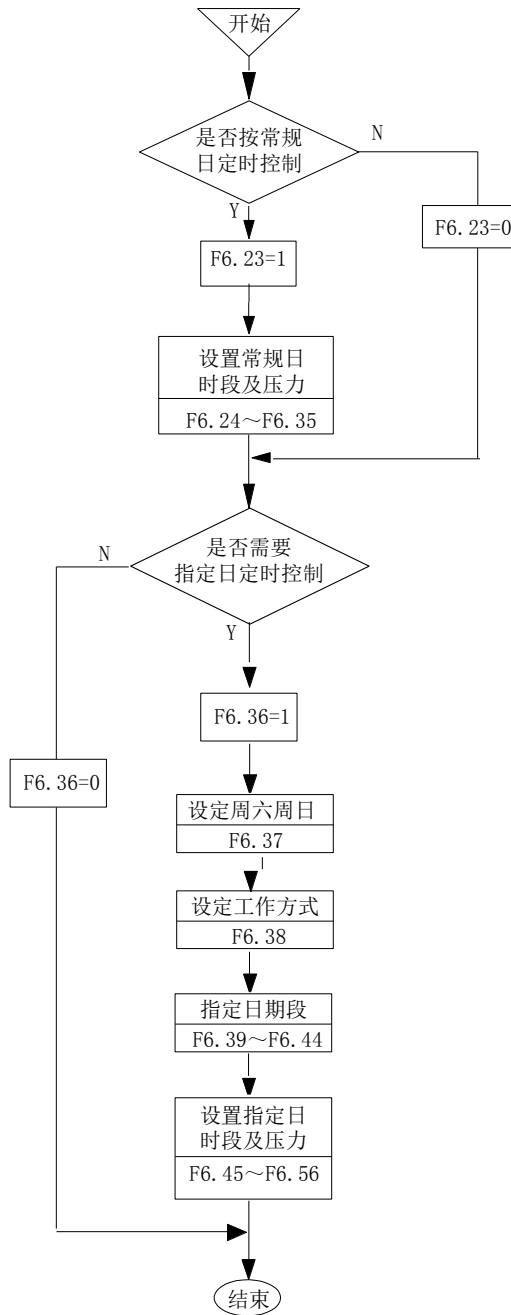 开始
是否按常规
日定时控制
N
Y
F6.23=1
F6.23=0
设置常规日
时段及压力
F6.24～F6.35
是否需要
指定日定时控制
N
Y
F6.36=1
F6.36=0
设定周六周日
F6.37
设定工作方式
F6.38
指定日期段
F6.39～F6.44
设置指定日
时段及压力
F6.45～F6.56
结束